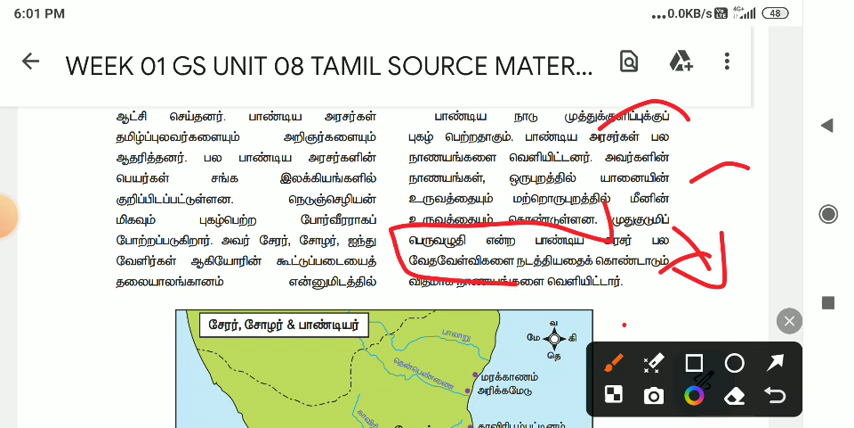 6:01 PM
...0.0KB/s Vo LTE 4G+ 48
WEEK 01 GS UNIT 08 TAMIL SOURCE MATER...
ஆட்சி செய்தனர். பாண்டிய அரசர்கள்
தமிழ்ப்புலவர்களையும் அறிஞர்களையும்
ஆதரித்தனர். பல பாண்டிய அரசர்களின்
பெயர்கள் சங்க இலக்கியங்களில்
குறிப்பிடப்பட்டுள்ளன. நெடுஞ்செழியன்
மிகவும் புகழ்பெற்ற போர்வீரராகப்
போற்றப்படுகிறார். அவர் சேரர், சோழர், ஐந்து
வேளிர்கள் ஆகியோரின் கூட்டுப்படையைத்
தலையாலங்கானம் என்னுமிடத்தில்
பாண்டிய நாடு முத்துக்குளிப்புக்குப்
புகழ் பெற்றதாகும். பாண்டிய அரசர்கள் பல
நாணயங்களை வெளியிட்டனர். அவர்களின்
நாணயங்கள், ஒருபுறத்தில் யானையின்
உருவத்தையும் மற்றொருபுறத்தில் மீனின்
உருவத்தையும் கொண்டுள்ளன. முதுகுடுமிப்
பெருவழுதி என்ற பாண்டிய அரசர் பல
வேதவேள்விகளை நடத்தியதைக் கொண்டாடும்
விதமாக நாணயங்களை வெளியிட்டார்.
சேரர், சோழர் & பாண்டியர்
பாலாறு
வ
மே கி
தெ
தென்பெண்ணை
மரக்காணம்
அரிக்கமேடு
காவிரி
காவிரிபூம்பட்டினம்